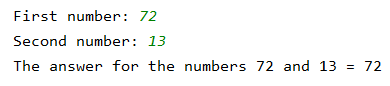 First number: 72
Second number: 13
The answer for the numbers 72 and 13 = 72